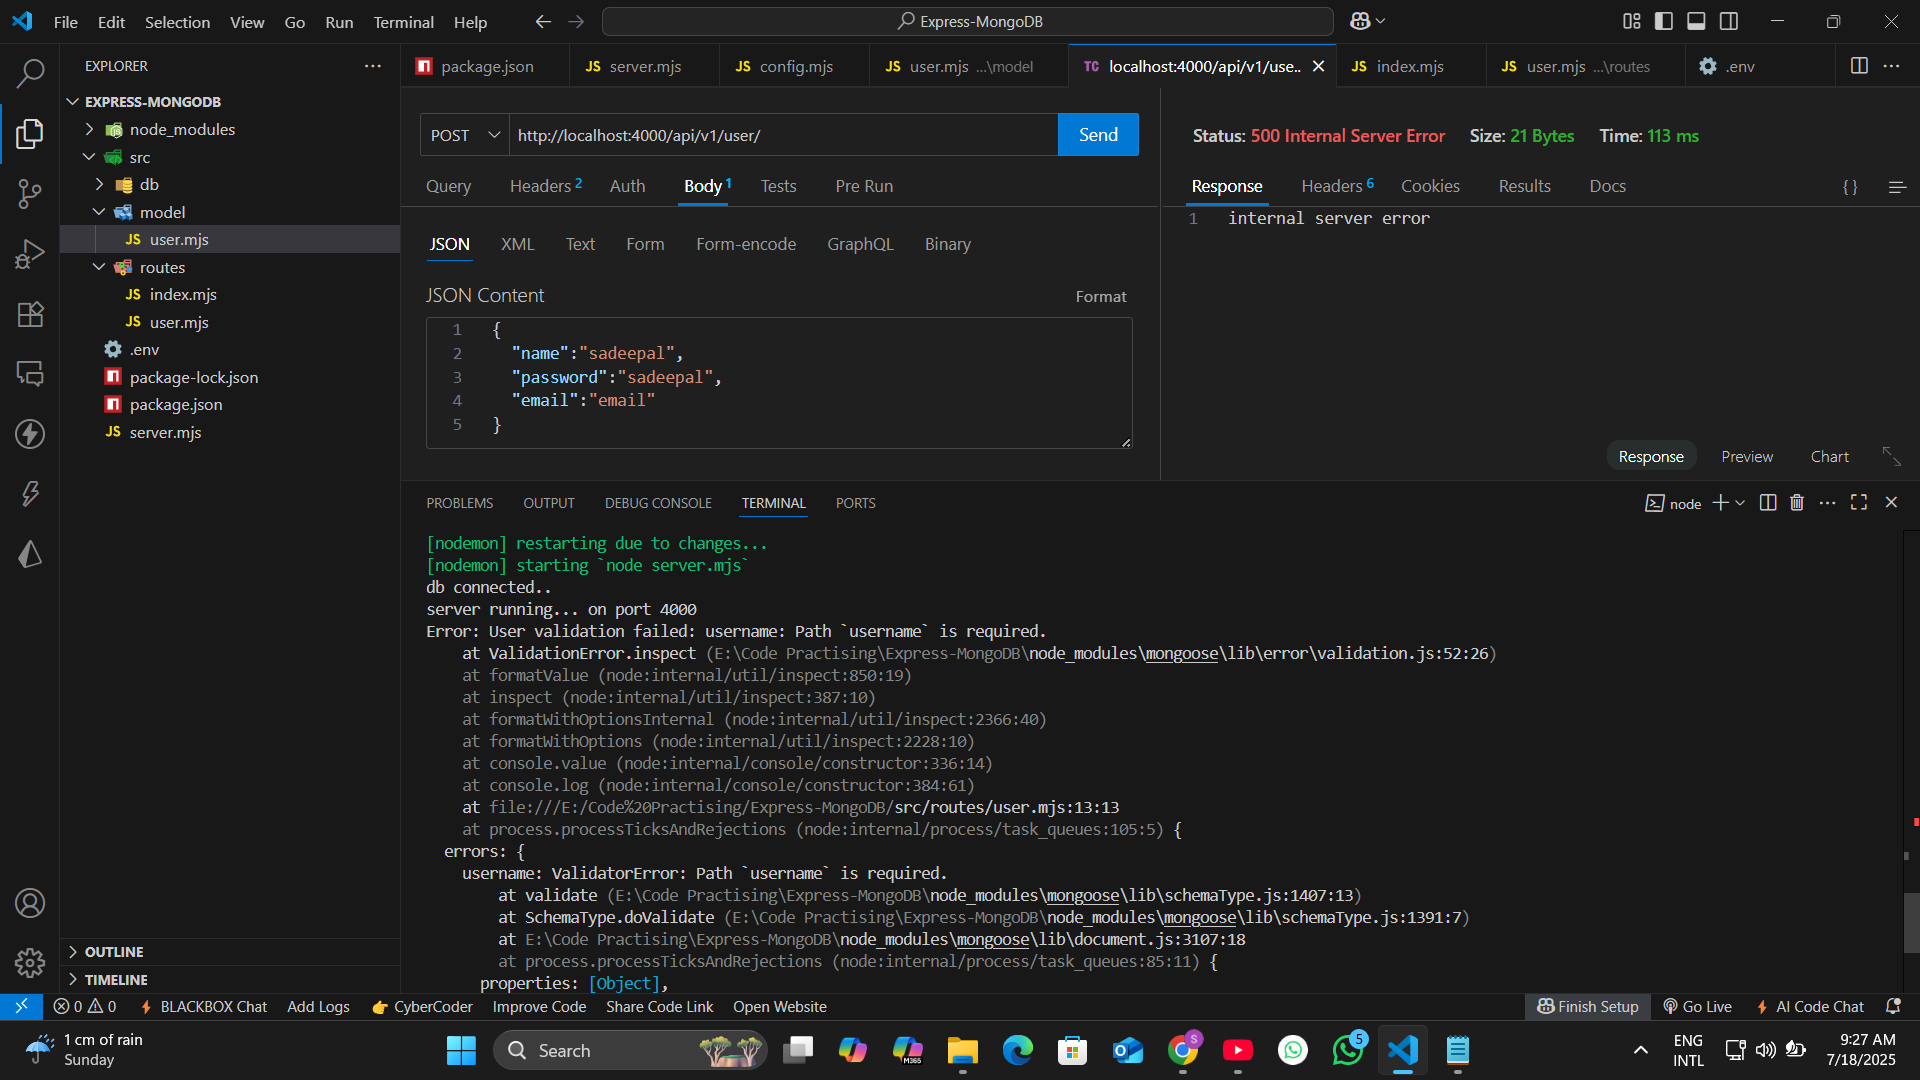 File Edit Selection View Go Run Terminal Help
Express-MongoDB
EXPLORER
EXPRESS-MONGODB
node_modules
src
db
model
user.mjs
routes
index.mjs
user.mjs
.env
package-lock.json
package.json
server.mjs
OUTLINE
TIMELINE
package.json
server.mjs
config.mjs
user.mjs ...\model
TC localhost:4000/api/v1/use..
index.mjs
user.mjs ...\routes
.env
POST http://localhost:4000/api/v1/user/ Send
Query Headers 2 Auth Body 1 Tests Pre Run
JSON XML Text Form Form-encode GraphQL Binary
JSON Content Format
1 {
2 "name":"sadeepal",
3 "password":"sadeepal",
4 "email":"email"
5 }
Status: 500 Internal Server Error Size: 21 Bytes Time: 113 ms
Response Headers 6 Cookies Results Docs { }
1 internal server error
Response Preview Chart
PROBLEMS OUTPUT DEBUG CONSOLE TERMINAL PORTS
node
[nodemon] restarting due to changes...
[nodemon] starting `node server.mjs`
db connected..
server running... on port 4000
Error: User validation failed: username: Path `username` is required.
at ValidationError.inspect (E:\Code Practising\Express-MongoDB\node_modules\mongoose\lib\error\validation.js:52:26)
at formatValue (node:internal/util/inspect:850:19)
at inspect (node:internal/util/inspect:387:10)
at formatWithOptionsInternal (node:internal/util/inspect:2366:40)
at formatWithOptions (node:internal/util/inspect:2228:10)
at console.value (node:internal/console/constructor:336:14)
at console.log (node:internal/console/constructor:384:61)
at file:///E:/Code%20Practising/Express-MongoDB/src/routes/user.mjs:13:13
at process.processTicksAndRejections (node:internal/process/task_queues:105:5) {
errors: {
username: ValidatorError: Path `username` is required.
at validate (E:\Code Practising\Express-MongoDB\node_modules\mongoose\lib\schemaType.js:1407:13)
at SchemaType.doValidate (E:\Code Practising\Express-MongoDB\node_modules\mongoose\lib\schemaType.js:1391:7)
at E:\Code Practising\Express-MongoDB\node_modules\mongoose\lib\document.js:3107:18
at process.processTicksAndRejections (node:internal/process/task_queues:85:11) {
properties: [Object],
0 0 BLACKBOX Chat Add Logs CyberCoder Improve Code Share Code Link Open Website Finish Setup Go Live AI Code Chat
1 cm of rain
Sunday
Search
M365
S
5
ENG
INTL
9:27 AM
7/18/2025